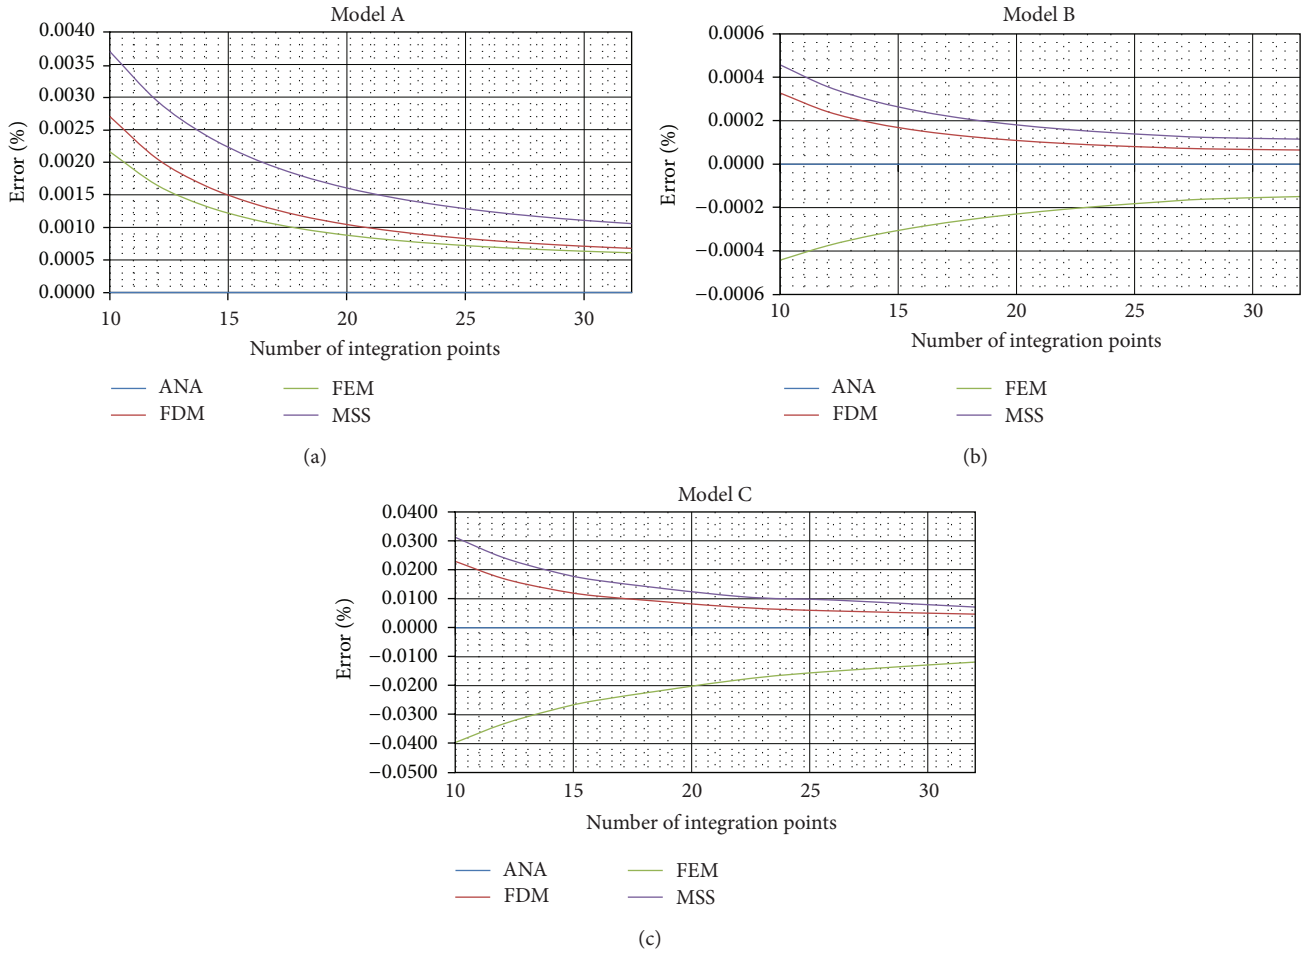 Model A
0.0040
0.0035
0.0030
0.0025
0.0020
0.0015
0.0010
0.0005
0.0000
Error (%)
10 15 20 25 30
Number of integration points
ANA FEM
FDM MSS
(a)
Model B
0.0006
0.0004
0.0002
0.0000
−0.0002
−0.0004
−0.0006
Error (%)
10 15 20 25 30
Number of integration points
ANA FEM
FDM MSS
(b)
Model C
0.0400
0.0300
0.0200
0.0100
0.0000
−0.0100
−0.0200
−0.0300
−0.0400
−0.0500
Error (%)
10 15 20 25 30
Number of integration points
ANA FEM
FDM MSS
(c)